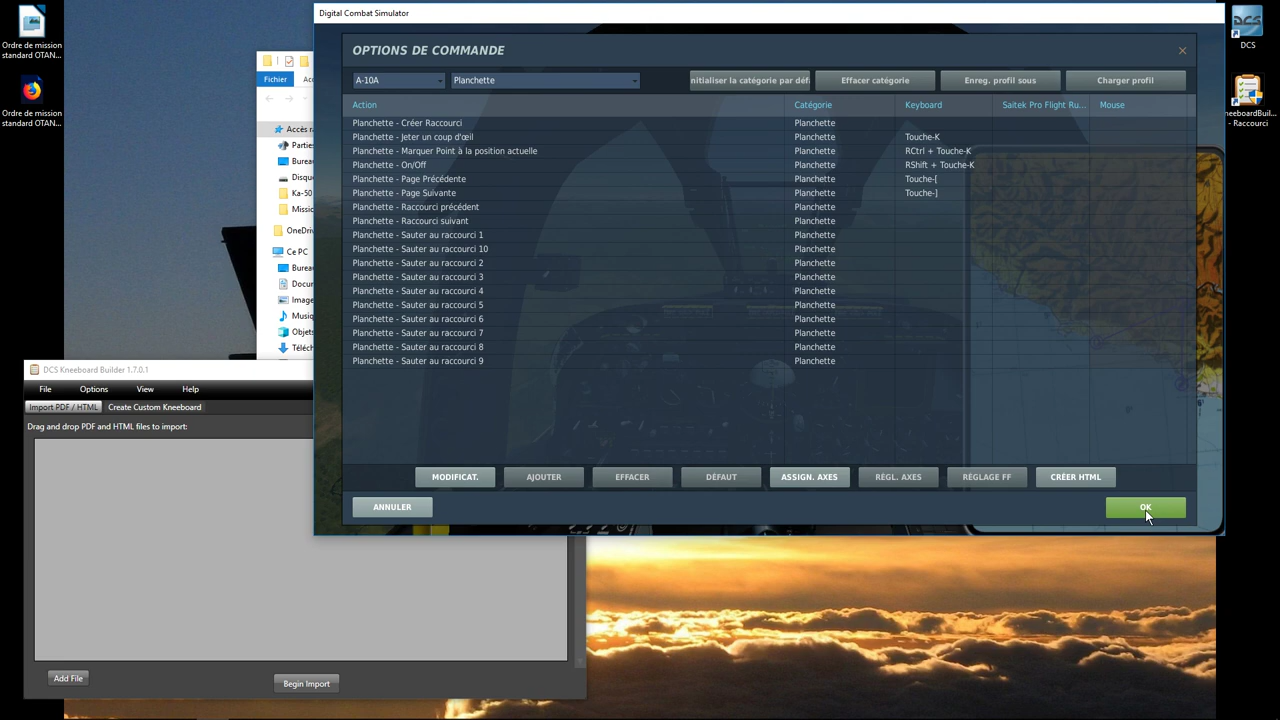 Ordre de mission
standard OTAN...
Ordre de mission
standard OTAN...
DCS
- Raccourci
Fichier
Accès r
Partie
Bureau
Disqu
Ka-50
Missic
OneDriv
Ce PC
Bureau
Docur
Image
Musiq
Objets
Téléch
Digital Combat Simulator
OPTIONS DE COMMANDE
A-10A
Planchette
nitialiser la catégorie par défa
Effacer catégorie
Enreg. profil sous
Charger profil
Action Catégorie Keyboard Saitek Pro Flight Ru... Mouse
Planchette - Créer Raccourci Planchette
Planchette - Jeter un coup d'œil Planchette Touche-K
Planchette - Marquer Point à la position actuelle Planchette RCtrl + Touche-K
Planchette - On/Off Planchette RShift + Touche-K
Planchette - Page Précédente Planchette Touche-[
Planchette - Page Suivante Planchette Touche-]
Planchette - Raccourci précédent Planchette
Planchette - Raccourci suivant Planchette
Planchette - Sauter au raccourci 1 Planchette
Planchette - Sauter au raccourci 10 Planchette
Planchette - Sauter au raccourci 2 Planchette
Planchette - Sauter au raccourci 3 Planchette
Planchette - Sauter au raccourci 4 Planchette
Planchette - Sauter au raccourci 5 Planchette
Planchette - Sauter au raccourci 6 Planchette
Planchette - Sauter au raccourci 7 Planchette
Planchette - Sauter au raccourci 8 Planchette
Planchette - Sauter au raccourci 9 Planchette
MODIFICAT. AJOUTER EFFACER DÉFAUT ASSIGN. AXES RÉGL. AXES RÉGLAGE FF CRÉER HTML
ANNULER OK
DCS Kneeboard Builder 1.7.0.1
File Options View Help
Import PDF / HTML Create Custom Kneeboard
Drag and drop PDF and HTML files to import:
Add File
Begin Import